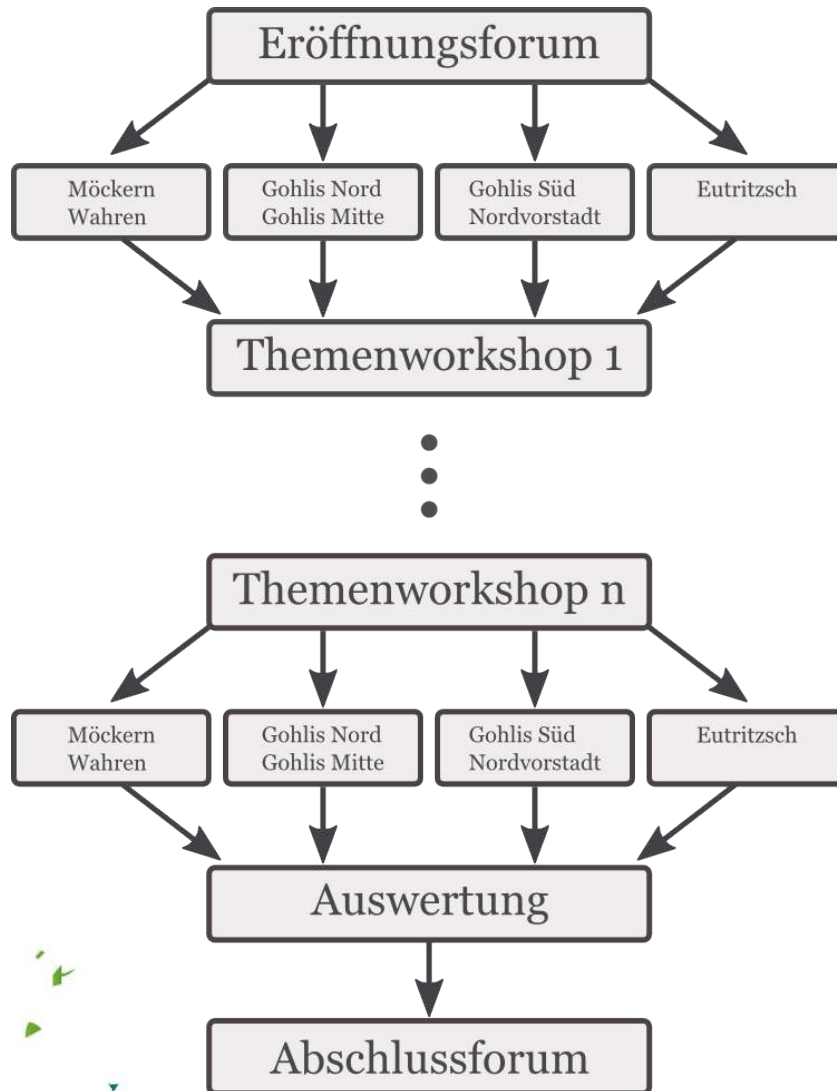 Eröffnungsforum
Möckern
Wahren
Gohlis Nord
Gohlis Mitte
Gohlis Süd
Nordvorstadt
Eutritzsch
Themenworkshop 1
Themenworkshop n
Möckern
Wahren
Gohlis Nord
Gohlis Mitte
Gohlis Süd
Nordvorstadt
Eutritzsch
Auswertung
Abschlussforum